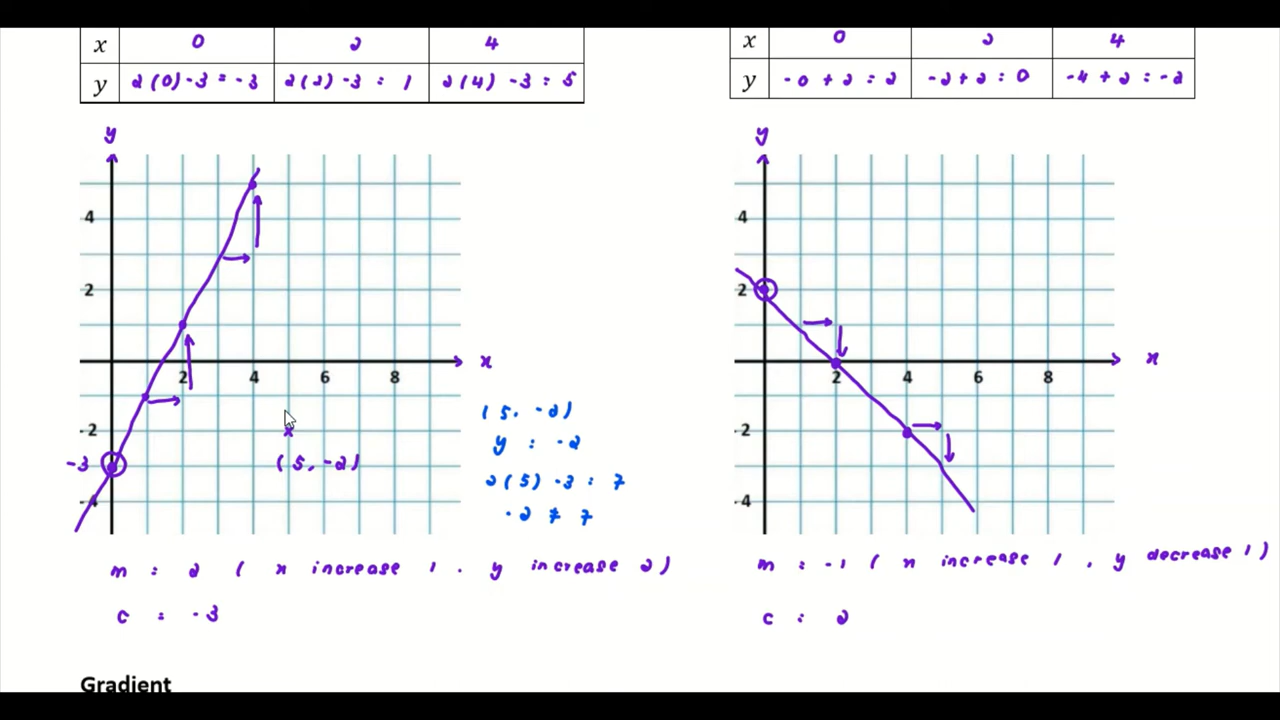 x 0 2 4
y 2(0)-3 = -3 2(2)-3 = 1 2(4)-3 = 5
y
4
2
2 4 6 8
x
-3
-2
-4
x
(5, -2)
(5, -2)
y = -2
2(5)-3 = 7
-2 ≠ 7
m = 2 (x increase 1, y increase 2)
c = -3
x 0 2 4
y -0+2 = 2 -2+2 = 0 -4+2 = -2
y
4
2
2 4 6 8
x
-2
-4
m = -1 (x increase 1, y decrease 1)
c = 2
Gradient